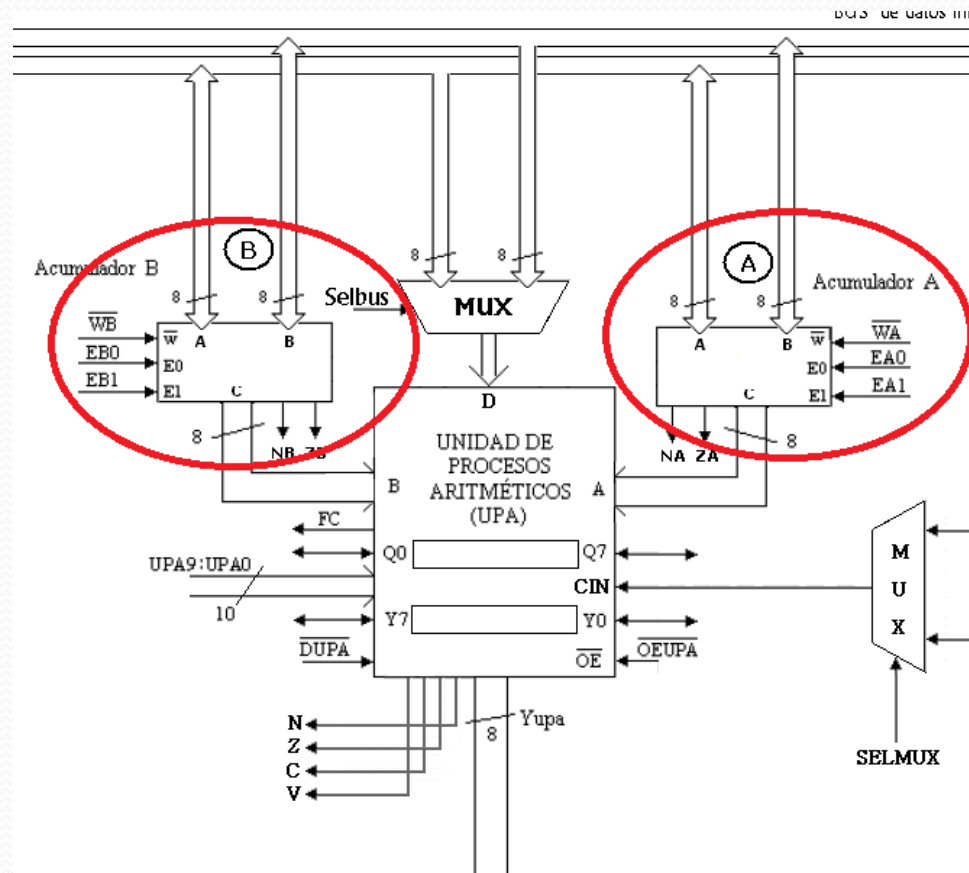 B
A
Acumulador B
Acumulador A
8
8
8
8
8
8
Selbus
MUX
WB
EB0
EB1
W
E0
E1
A
B
C
A
B
C
W
E0
E1
WA
EA0
EA1
8
NB ZB
NA ZA
8
D
UNIDAD DE
PROCESOS
ARITMÉTICOS
(UPA)
B
A
FC
Q0
Q7
UPA9:UPA0
10
CIN
M
U
X
Y7
Y0
DUPA
OE
OEUPA
N
Z
C
V
8
Yupa
SELMUX